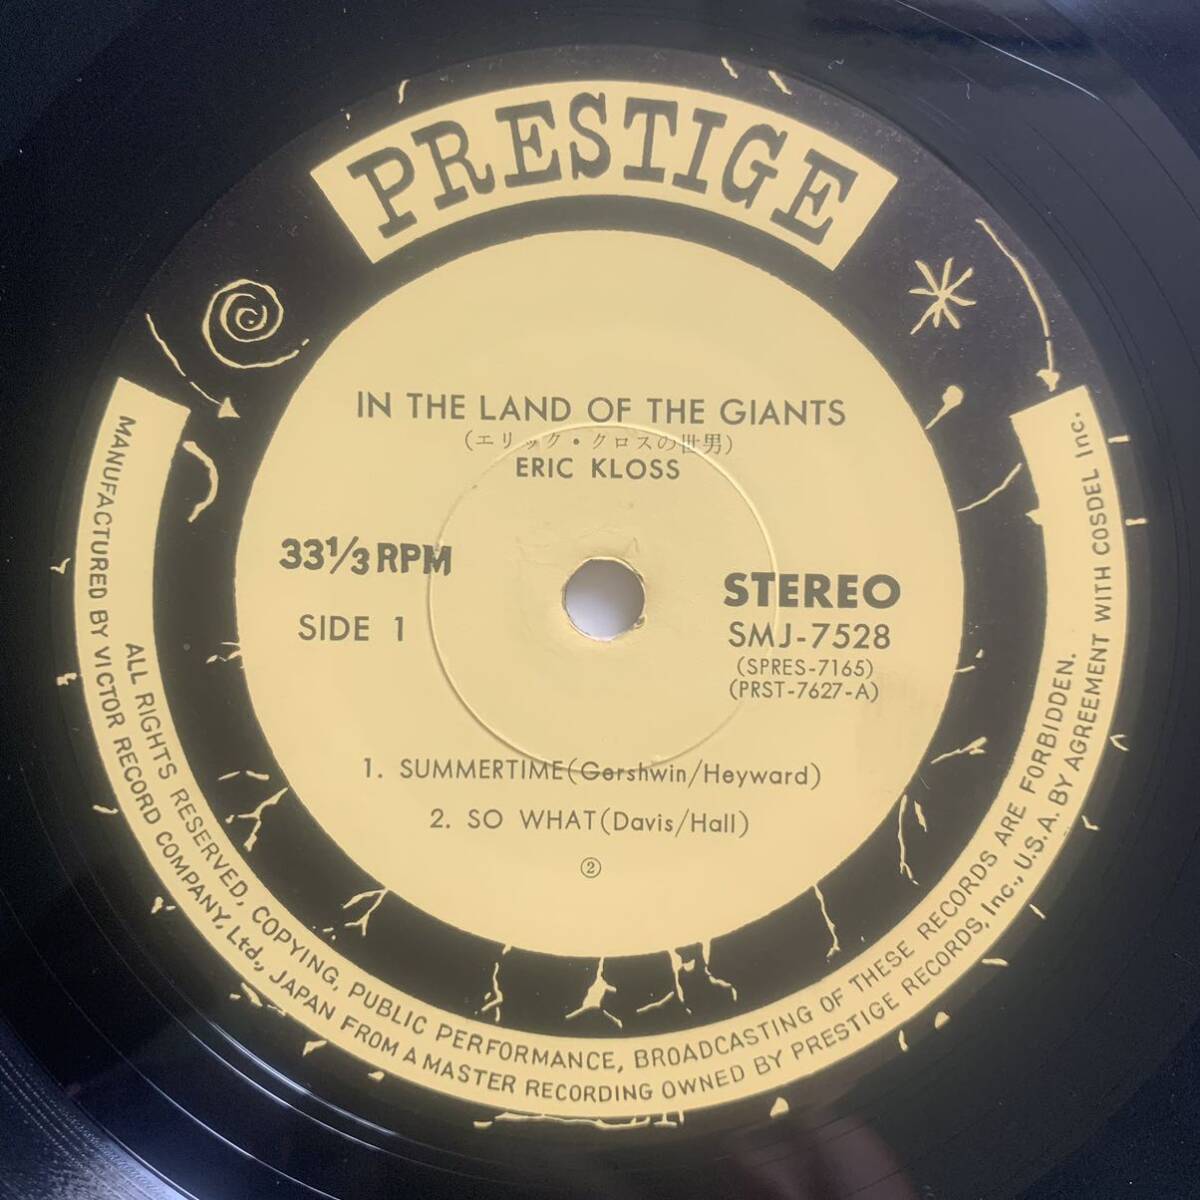 PRESTIGE
IN THE LAND OF THE GIANTS
(エリック・クロスの世男)
ERIC KLOSS
33⅓ RPM
SIDE 1
STEREO
SMJ-7528
(SPRES-7165)
(PRST-7627-A)
1. SUMMERTIME(Gershwin/Heyward)
2. SO WHAT(Davis/Hall)
②
ALL RIGHTS RESERVED, COPYING, PUBLIC PERFORMANCE, BROADCASTING OF THESE RECORDS ARE FORBIDDEN.
MANUFACTURED BY VICTOR RECORD COMPANY, Ltd., JAPAN FROM A MASTER RECORDING OWNED BY PRESTIGE RECORDS, Inc., U.S.A. BY AGREEMENT WITH COSDEL Inc.